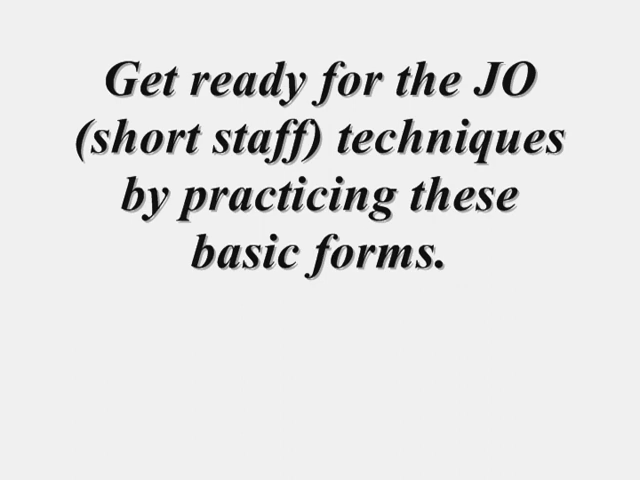 Get ready for the JO
(short staff) techniques
by practicing these
basic forms.